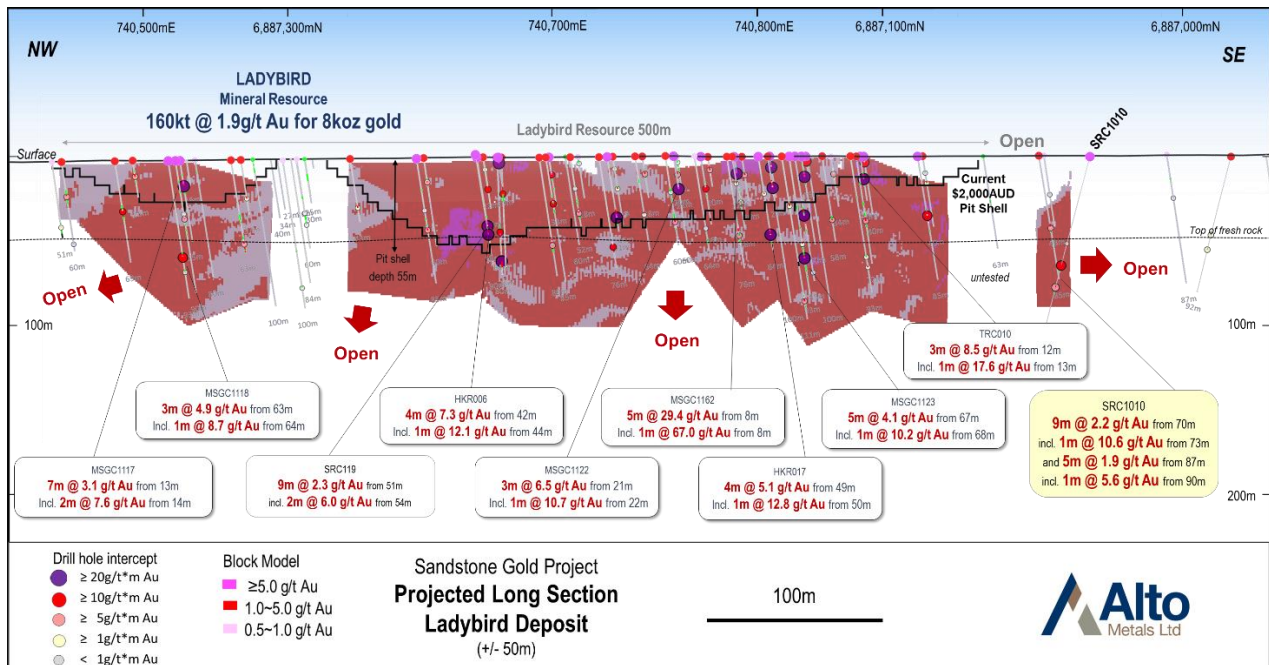 740,500mE
6,887,300mN
740,700mE
740,800mE
6,887,100mN
6,887,000mN
NW
SE
LADYBIRD
Mineral Resource
160kt @ 1.9g/t Au for 8koz gold
Ladybird Resource 500m
Open
SRC1010
Surface
Current
$2,000AUD
Pit Shell
Pit shell
depth 55m
Top of fresh rock
untested
Open
Open
Open
Open
51m
60m
27m
34m
40m
60m
84m
100m
100m
63m
87m
92m
100m
100m
TRC010
3m @ 8.5 g/t Au from 12m
Incl. 1m @ 17.6 g/t Au from 13m
MSGC1118
3m @ 4.9 g/t Au from 63m
Incl. 1m @ 8.7 g/t Au from 64m
HKR006
4m @ 7.3 g/t Au from 42m
Incl. 1m @ 12.1 g/t Au from 44m
MSGC1162
5m @ 29.4 g/t Au from 8m
Incl. 1m @ 67.0 g/t Au from 8m
MSGC1123
5m @ 4.1 g/t Au from 67m
Incl. 1m @ 10.2 g/t Au from 68m
SRC1010
9m @ 2.2 g/t Au from 70m
incl. 1m @ 10.6 g/t Au from 73m
and 5m @ 1.9 g/t Au from 87m
incl. 1m @ 5.6 g/t Au from 90m
MSGC1117
7m @ 3.1 g/t Au from 13m
Incl. 2m @ 7.6 g/t Au from 14m
SRC119
9m @ 2.3 g/t Au from 51m
incl. 2m @ 6.0 g/t Au from 54m
MSGC1122
3m @ 6.5 g/t Au from 21m
Incl. 1m @ 10.7 g/t Au from 22m
HKR017
4m @ 5.1 g/t Au from 49m
Incl. 1m @ 12.8 g/t Au from 50m
200m
200m
Drill hole intercept
≥ 20g/t*m Au
≥ 10g/t*m Au
≥ 5g/t*m Au
≥ 1g/t*m Au
< 1g/t*m Au
Block Model
≥5.0 g/t Au
1.0~5.0 g/t Au
0.5~1.0 g/t Au
Sandstone Gold Project
Projected Long Section
Ladybird Deposit
(+/- 50m)
100m
Alto
Metals Ltd